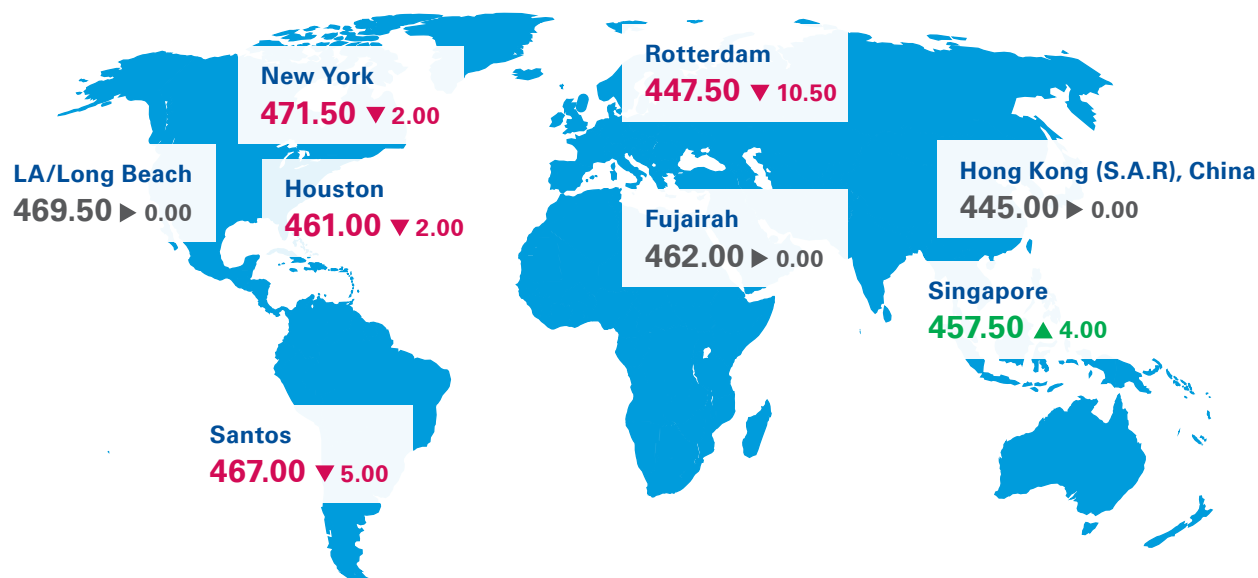 New York
471.50 ▼ 2.00
Rotterdam
447.50 ▼ 10.50
LA/Long Beach
469.50 ▶ 0.00
Houston
461.00 ▼ 2.00
Fujairah
462.00 ▶ 0.00
Hong Kong (S.A.R), China
445.00 ▶ 0.00
Singapore
457.50 ▲ 4.00
Santos
467.00 ▼ 5.00